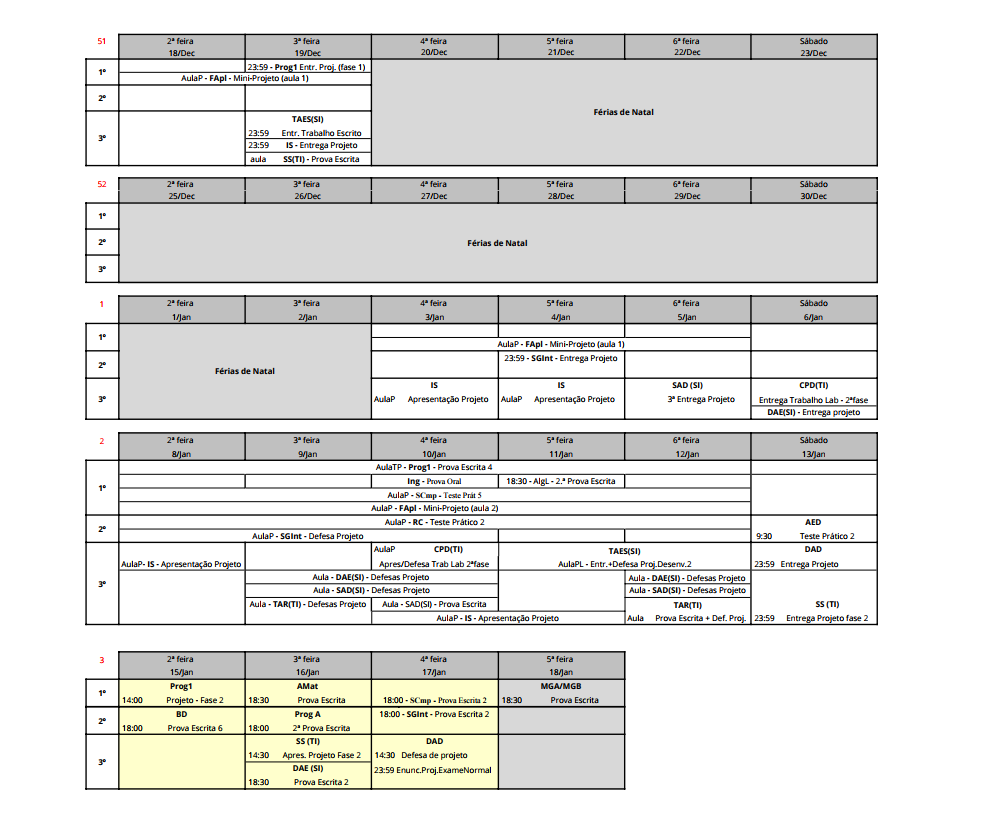 51 2ª feira 3ª feira 4ª feira 5ª feira 6ª feira Sábado
18/Dec 19/Dec 20/Dec 21/Dec 22/Dec 23/Dec
1º 23:59 - Prog1 Entr. Proj. (fase 1)
AulaP - FApl - Mini-Projeto (aula 1)
2º
Férias de Natal
3º TAES(SI)
23:59 Entr. Trabalho Escrito
23:59 IS - Entrega Projeto
aula SS(TI) - Prova Escrita
52 2ª feira 3ª feira 4ª feira 5ª feira 6ª feira Sábado
25/Dec 26/Dec 27/Dec 28/Dec 29/Dec 30/Dec
1º
2º Férias de Natal
3º
1 2ª feira 3ª feira 4ª feira 5ª feira 6ª feira Sábado
1/Jan 2/Jan 3/Jan 4/Jan 5/Jan 6/Jan
1º
AulaP - FApl - Mini-Projeto (aula 1)
2º 23:59 - SGInt - Entrega Projeto
Férias de Natal
3º IS IS SAD (SI) CPD(TI)
AulaP Apresentação Projeto AulaP Apresentação Projeto 3ª Entrega Projeto Entrega Trabalho Lab - 2ªfase
DAE(SI) - Entrega projeto
2 2ª feira 3ª feira 4ª feira 5ª feira 6ª feira Sábado
8/Jan 9/Jan 10/Jan 11/Jan 12/Jan 13/Jan
1º AulaTP - Prog1 - Prova Escrita 4
Ing - Prova Oral 18:30 - AlgL - 2.ª Prova Escrita
AulaP - SCmp - Teste Prát 5
AulaP - FApl - Mini-Projeto (aula 2)
2º AulaP - RC - Teste Prático 2 AED
AulaP - SGInt - Defesa Projeto 9:30 Teste Prático 2
3º AulaP CPD(TI) TAES(SI) DAD
AulaP- IS - Apresentação Projeto Apres/Defesa Trab Lab 2ªfase AulaPL - Entr.+Defesa Proj.Desenv.2 23:59 Entrega Projeto
Aula - DAE(SI) - Defesas Projeto Aula - DAE(SI) - Defesas Projeto
Aula - SAD(SI) - Defesas Projeto Aula - SAD(SI) - Defesas Projeto
Aula - TAR(TI) - Defesas Projeto Aula - SAD(SI) - Prova Escrita TAR(TI) SS (TI)
AulaP - IS - Apresentação Projeto Aula Prova Escrita + Def. Proj. 23:59 Entrega Projeto fase 2
3 2ª feira 3ª feira 4ª feira 5ª feira
15/Jan 16/Jan 17/Jan 18/Jan
1º Prog1 AMat MGA/MGB
14:00 Projeto - Fase 2 18:30 Prova Escrita 18:00 - SCmp - Prova Escrita 2 18:30 Prova Escrita
2º BD Prog A 18:00 - SGInt - Prova Escrita 2
18:00 Prova Escrita 6 18:00 2ª Prova Escrita
3º SS (TI) DAD
14:30 Apres. Projeto Fase 2 14:30 Defesa de projeto
DAE (SI) 23:59 Enunc.Proj.ExameNormal
18:30 Prova Escrita 2